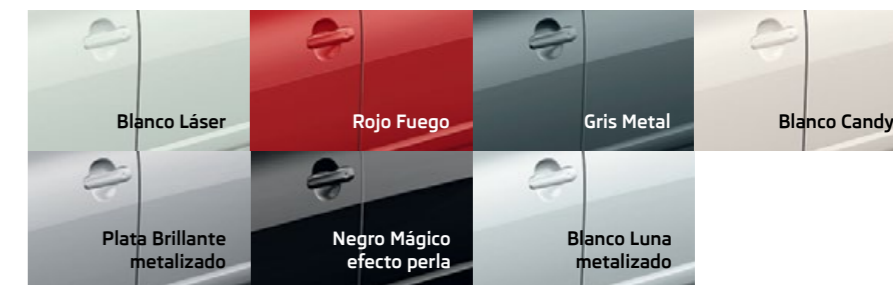 Blanco Láser
Rojo Fuego
Gris Metal
Blanco Candy
Plata Brillante
metalizado
Negro Mágico
efecto perla
Blanco Luna
metalizado